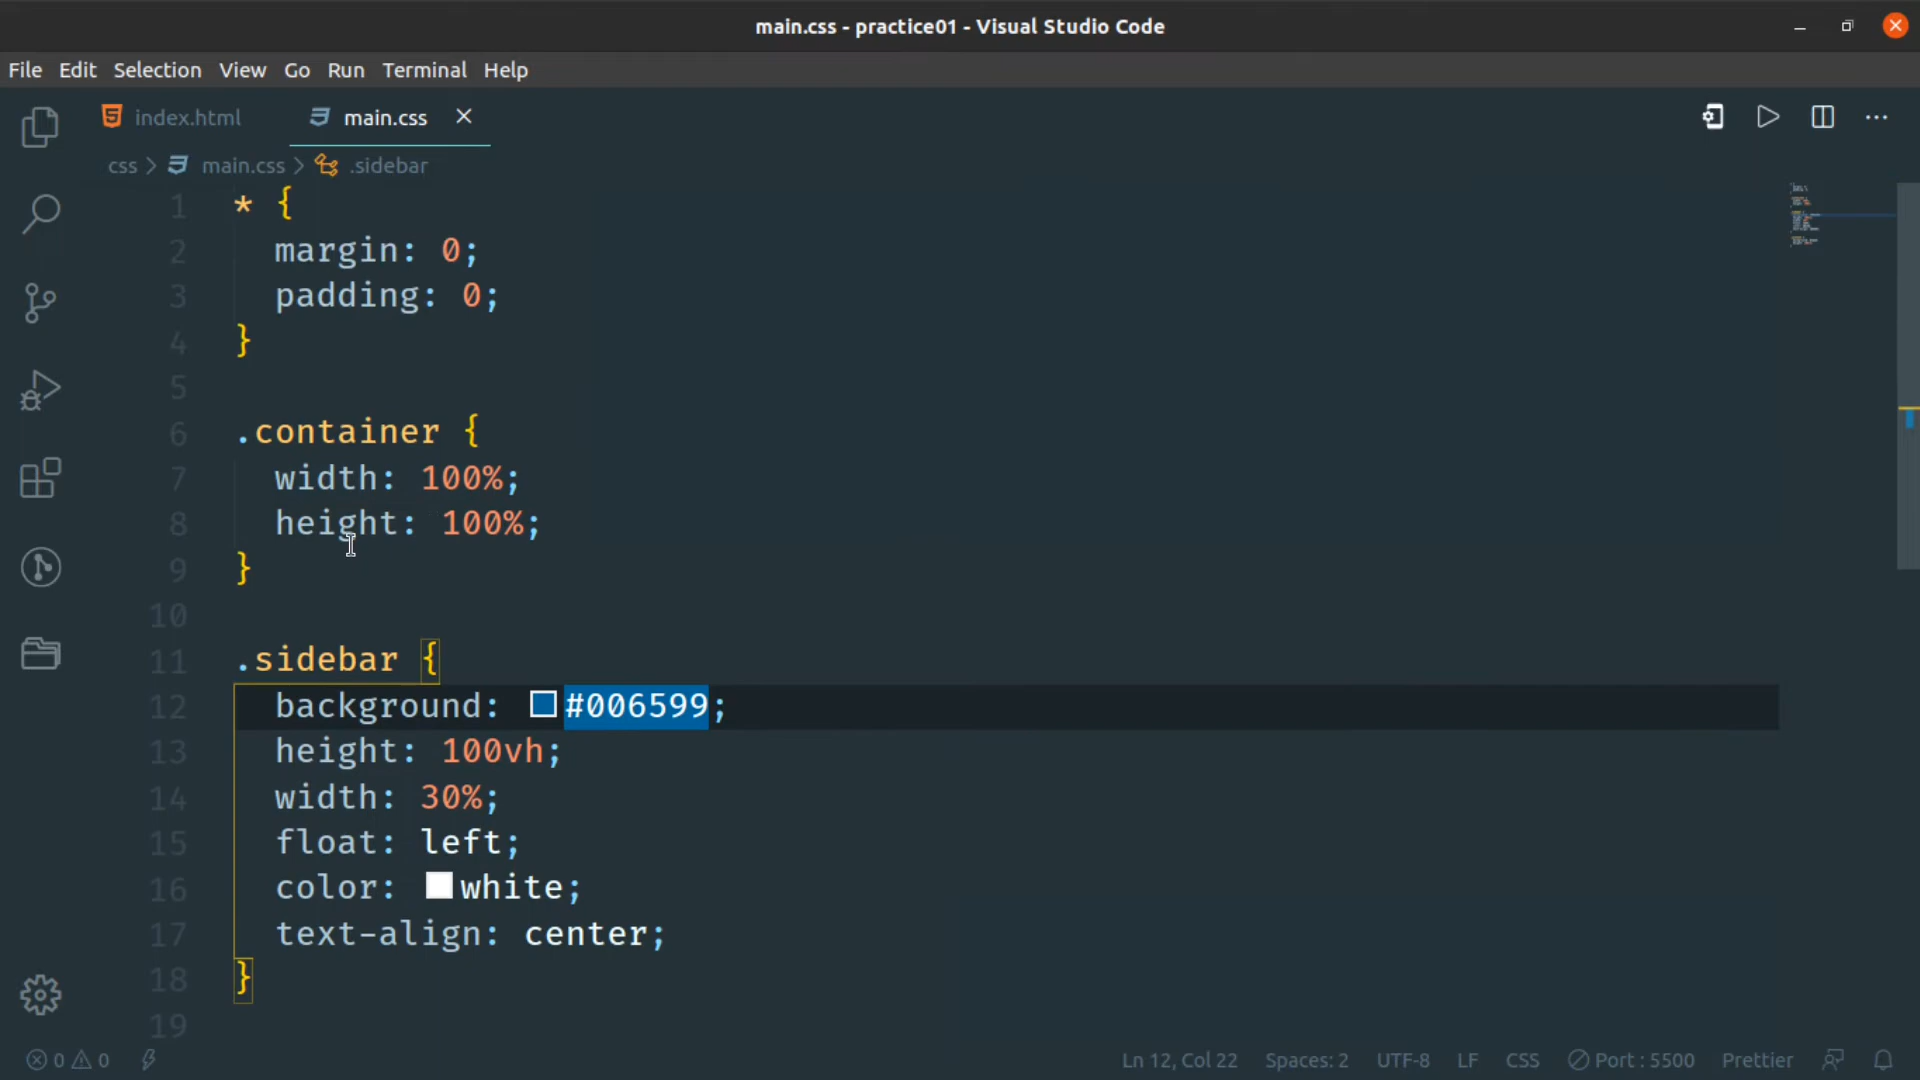 main.css - practice01 - Visual Studio Code
File Edit Selection View Go Run Terminal Help
index.html main.css
css > main.css > .sidebar
1 * {
2 margin: 0;
3 padding: 0;
4 }
5
6 .container {
7 width: 100%;
8 height: 100%;
9 }
10
11 .sidebar {
12 background: #006599;
13 height: 100vh;
14 width: 30%;
15 float: left;
16 color: white;
17 text-align: center;
18 }
19
0 0 Ln 12, Col 22 Spaces: 2 UTF-8 LF CSS Port : 5500 Prettier